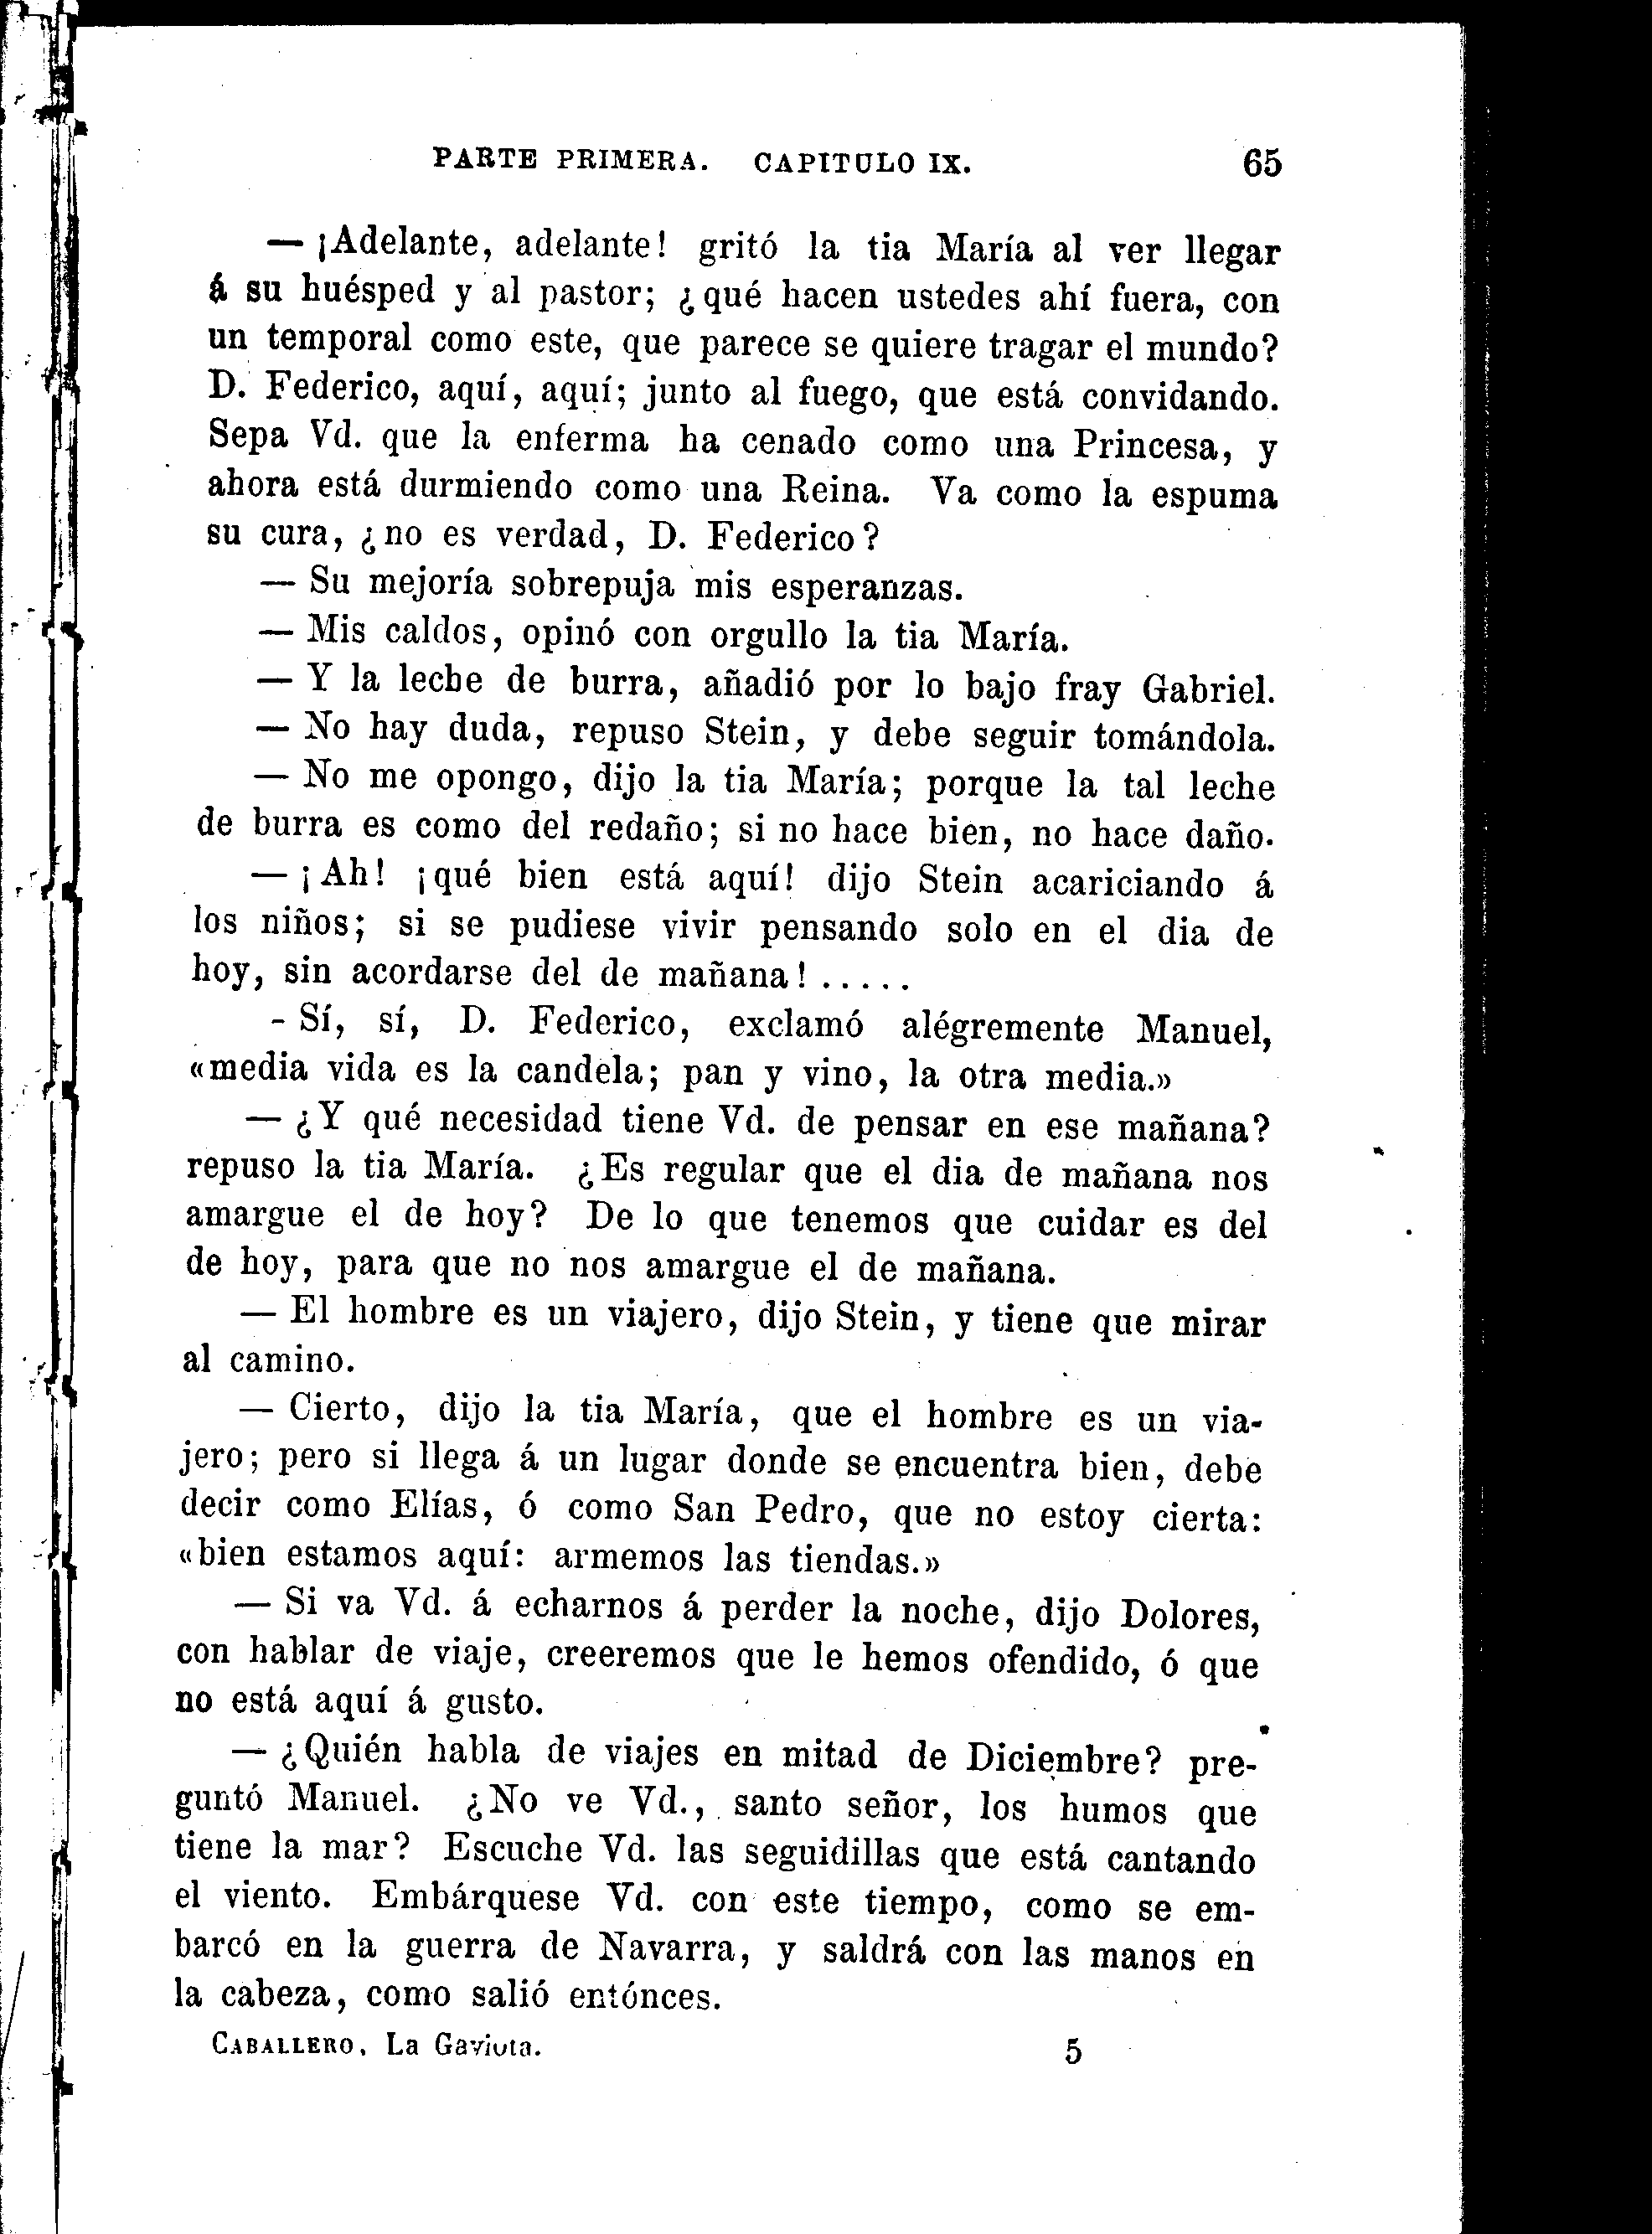 PARTE PRIMERA. CAPITULO IX. 65
— ¡Adelante, adelante! gritó la tia María al ver llegar
á su huésped y al pastor; ¿qué hacen ustedes ahí fuera, con
un temporal como este, que parece se quiere tragar el mundo?
D. Federico, aquí, aquí; junto al fuego, que está convidando.
Sepa Vd. que la enferma ha cenado como una Princesa, y
ahora está durmiendo como una Reina. Va como la espuma
su cura, ¿no es verdad, D. Federico?
— Su mejoría sobrepuja mis esperanzas.
— Mis caldos, opinó con orgullo la tia María.
— Y la leche de burra, añadió por lo bajo fray Gabriel.
— No hay duda, repuso Stein, y debe seguir tomándola.
— No me opongo, dijo la tia María; porque la tal leche
de burra es como del redaño; si no hace bien, no hace daño.
— ¡Ah! ¡qué bien está aquí! dijo Stein acariciando á
los niños; si se pudiese vivir pensando solo en el dia de
hoy, sin acordarse del de mañana! .....
- Sí, sí, D. Federico, exclamó alégremente Manuel,
«media vida es la candela; pan y vino, la otra media.»
— ¿Y qué necesidad tiene Vd. de pensar en ese mañana?
repuso la tia María. ¿Es regular que el dia de mañana nos
amargue el de hoy? De lo que tenemos que cuidar es del
de hoy, para que no nos amargue el de mañana.
— El hombre es un viajero, dijo Stein, y tiene que mirar
al camino.
— Cierto, dijo la tia María, que el hombre es un via-
jero; pero si llega á un lugar donde se encuentra bien, debe
decir como Elías, ó como San Pedro, que no estoy cierta:
«bien estamos aquí: armemos las tiendas.»
— Si va Vd. á echarnos á perder la noche, dijo Dolores,
con hablar de viaje, creeremos que le hemos ofendido, ó que
no está aquí á gusto.
— ¿Quién habla de viajes en mitad de Diciembre? pre-
guntó Manuel. ¿No ve Vd., santo señor, los humos que
tiene la mar? Escuche Vd. las seguidillas que está cantando
el viento. Embárquese Vd. con este tiempo, como se em-
barcó en la guerra de Navarra, y saldrá con las manos en
la cabeza, como salió entónces.
CABALLERO, La Gaviota. 5